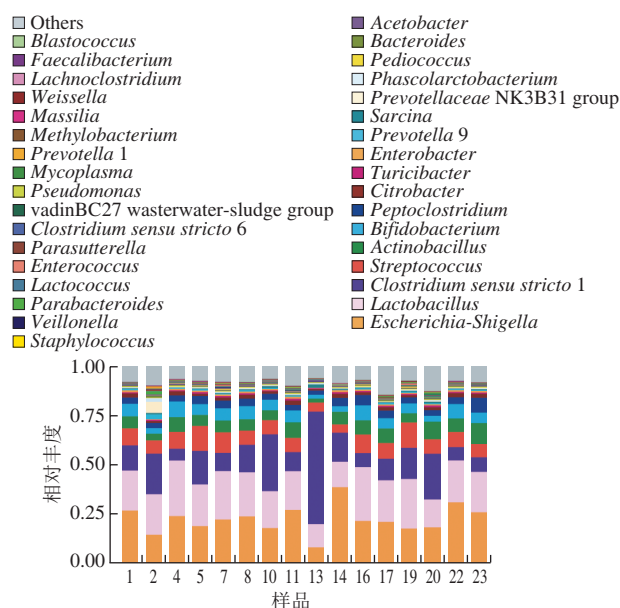 Others
Blastococcus
Faecalibacterium
Lachnoclostridium
Weissella
Massilia
Methylobacterium
Prevotella 1
Mycoplasma
Pseudomonas
vadinBC27 wasterwater-sludge group
Clostridium sensu stricto 6
Parasutterella
Enterococcus
Lactococcus
Parabacteroides
Veillonella
Staphylococcus
Acetobacter
Bacteroides
Pediococcus
Phascolarctobacterium
Prevotellaceae NK3B31 group
Sarcina
Prevotella 9
Enterobacter
Turicibacter
Citrobacter
Peptoclostridium
Bifidobacterium
Actinobacillus
Streptococcus
Clostridium sensu stricto 1
Lactobacillus
Escherichia-Shigella
相对丰度
1.00
0.75
0.50
0.25
0.00
1 2 4 5 7 8 10 11 13 14 16 17 19 20 22 23
样品